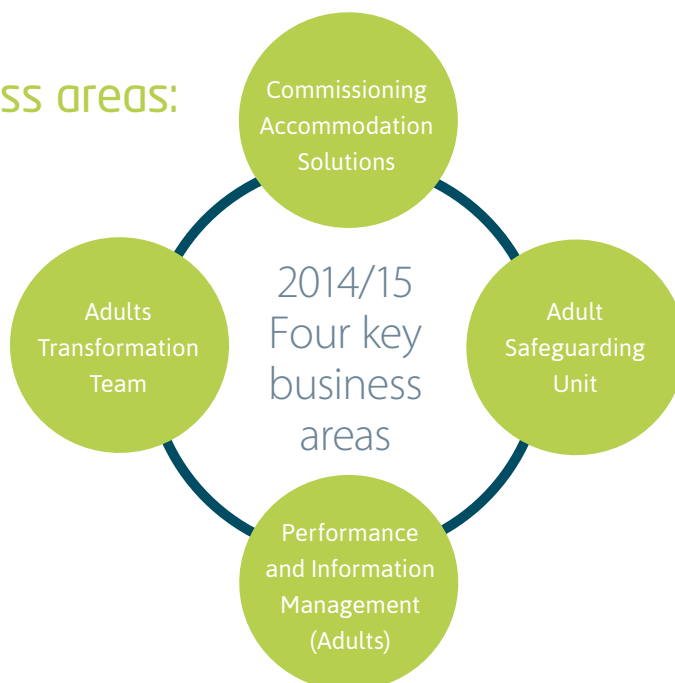 ss areas:
Commissioning
Accommodation
Solutions
2014/15
Four key
business
areas
Adults
Transformation
Team
Adult
Safeguarding
Unit
Performance
and Information
Management
(Adults)